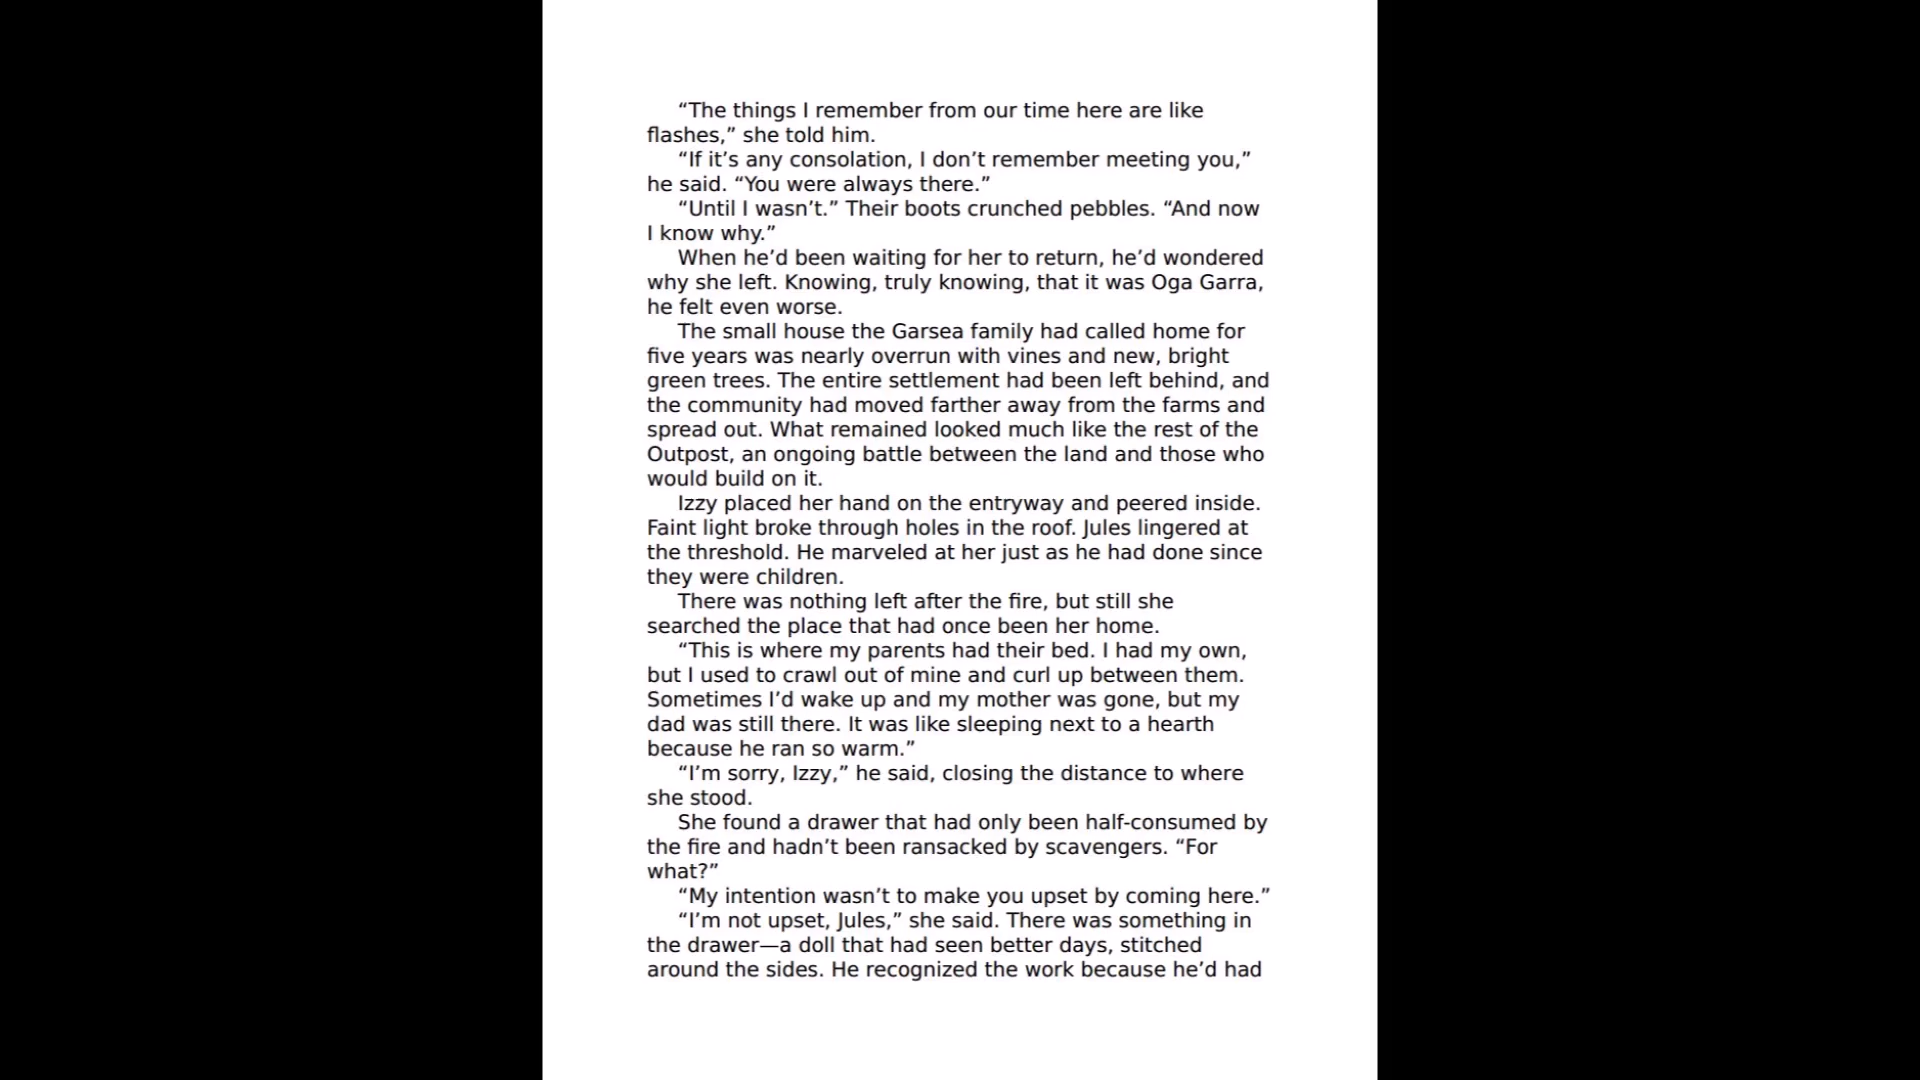 “The things I remember from our time here are like
flashes,” she told him.
“If it’s any consolation, I don’t remember meeting you,”
he said. “You were always there.”
“Until I wasn’t.” Their boots crunched pebbles. “And now
I know why.”
When he’d been waiting for her to return, he’d wondered
why she left. Knowing, truly knowing, that it was Oga Garra,
he felt even worse.
The small house the Garsea family had called home for
five years was nearly overrun with vines and new, bright
green trees. The entire settlement had been left behind, and
the community had moved farther away from the farms and
spread out. What remained looked much like the rest of the
Outpost, an ongoing battle between the land and those who
would build on it.
Izzy placed her hand on the entryway and peered inside.
Faint light broke through holes in the roof. Jules lingered at
the threshold. He marveled at her just as he had done since
they were children.
There was nothing left after the fire, but still she
searched the place that had once been her home.
“This is where my parents had their bed. I had my own,
but I used to crawl out of mine and curl up between them.
Sometimes I’d wake up and my mother was gone, but my
dad was still there. It was like sleeping next to a hearth
because he ran so warm.”
“I’m sorry, Izzy,” he said, closing the distance to where
she stood.
She found a drawer that had only been half-consumed by
the fire and hadn’t been ransacked by scavengers. “For
what?”
“My intention wasn’t to make you upset by coming here.”
“I’m not upset, Jules,” she said. There was something in
the drawer—a doll that had seen better days, stitched
around the sides. He recognized the work because he’d had